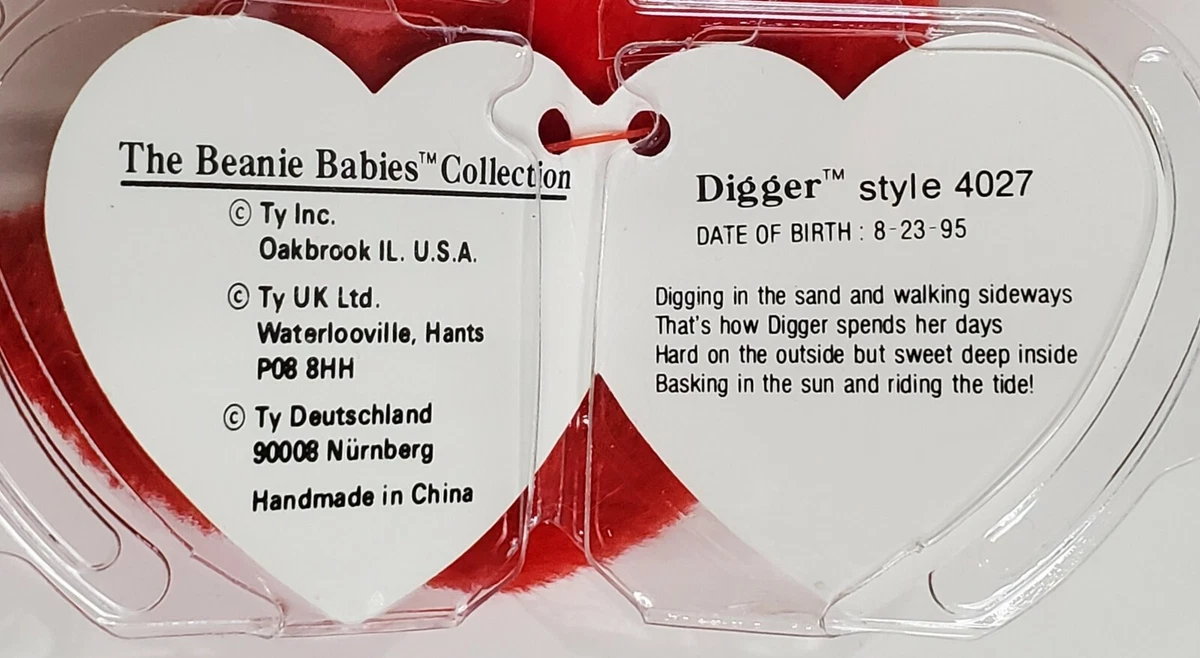 The Beanie Babies™ Collection
© Ty Inc.
Oakbrook IL. U.S.A.
© Ty UK Ltd.
Waterlooville, Hants
P08 8HH
© Ty Deutschland
90008 Nürnberg
Handmade in China
Digger™ style 4027
DATE OF BIRTH : 8-23-95
Digging in the sand and walking sideways
That's how Digger spends her days
Hard on the outside but sweet deep inside
Basking in the sun and riding the tide!